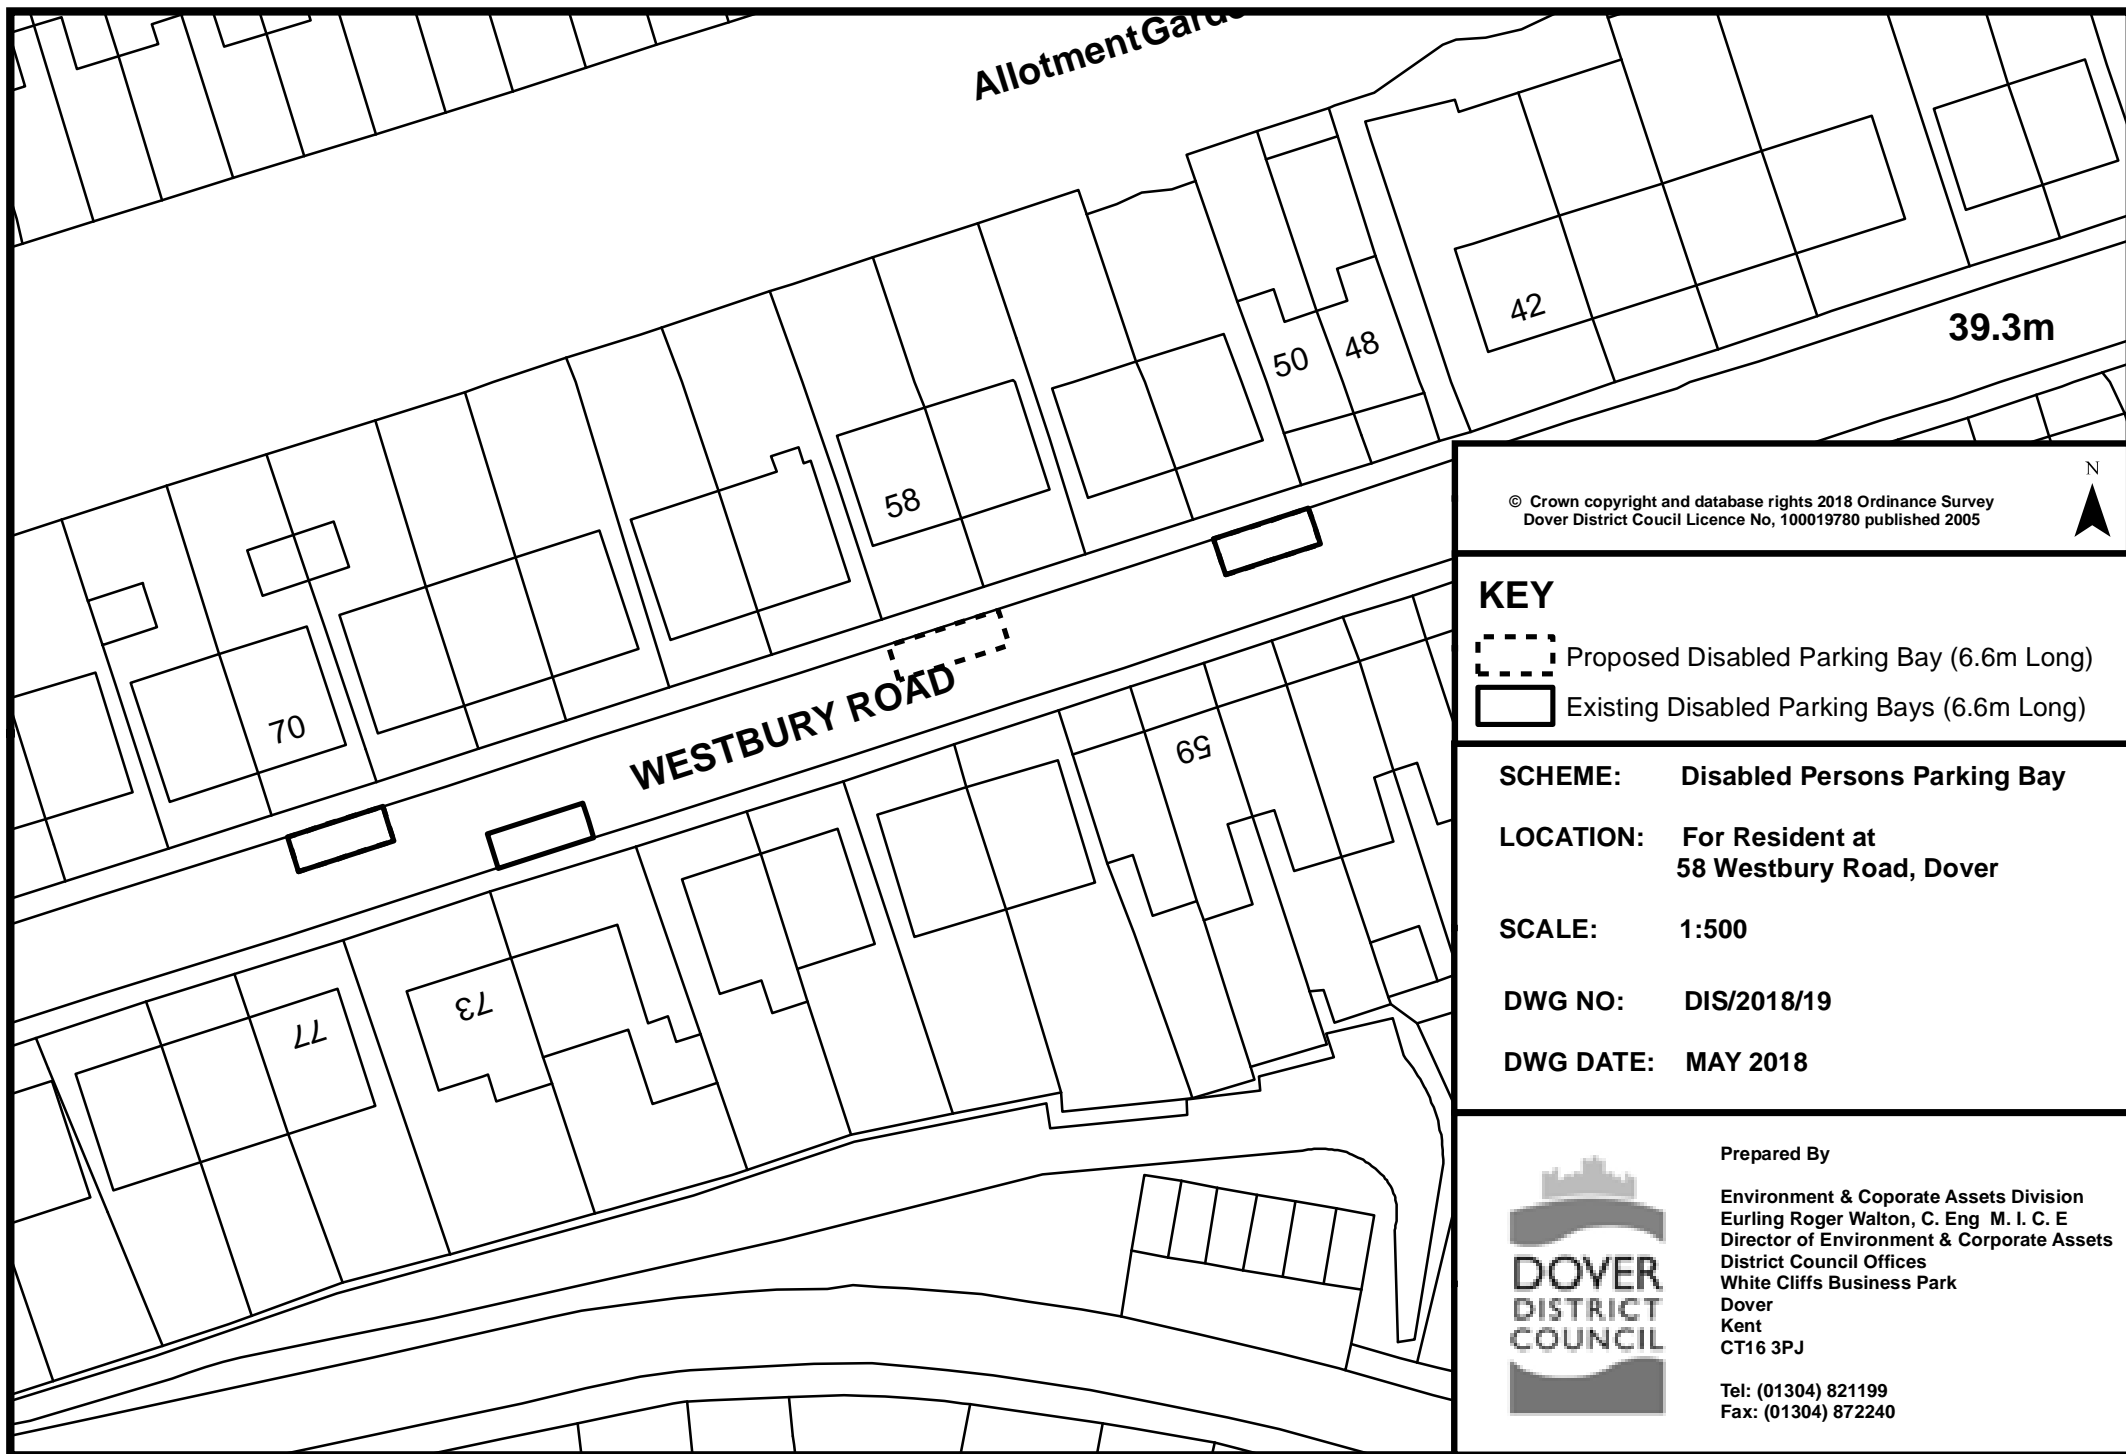 Allotment
50
48
42
39.3m
58
70
WESTBURY ROAD
59
73
77
© Crown copyright and database rights 2018 Ordinance Survey
Dover District Coucil Licence No, 100019780 published 2005
N
KEY
Proposed Disabled Parking Bay (6.6m Long)
Existing Disabled Parking Bays (6.6m Long)
SCHEME: Disabled Persons Parking Bay
LOCATION: For Resident at
58 Westbury Road, Dover
SCALE: 1:500
DWG NO: DIS/2018/19
DWG DATE: MAY 2018
DOVER
DISTRICT
COUNCIL
Prepared By
Environment & Coporate Assets Division
Eurling Roger Walton, C. Eng M. I. C. E
Director of Environment & Corporate Assets
District Council Offices
White Cliffs Business Park
Dover
Kent
CT16 3PJ
Tel: (01304) 821199
Fax: (01304) 872240